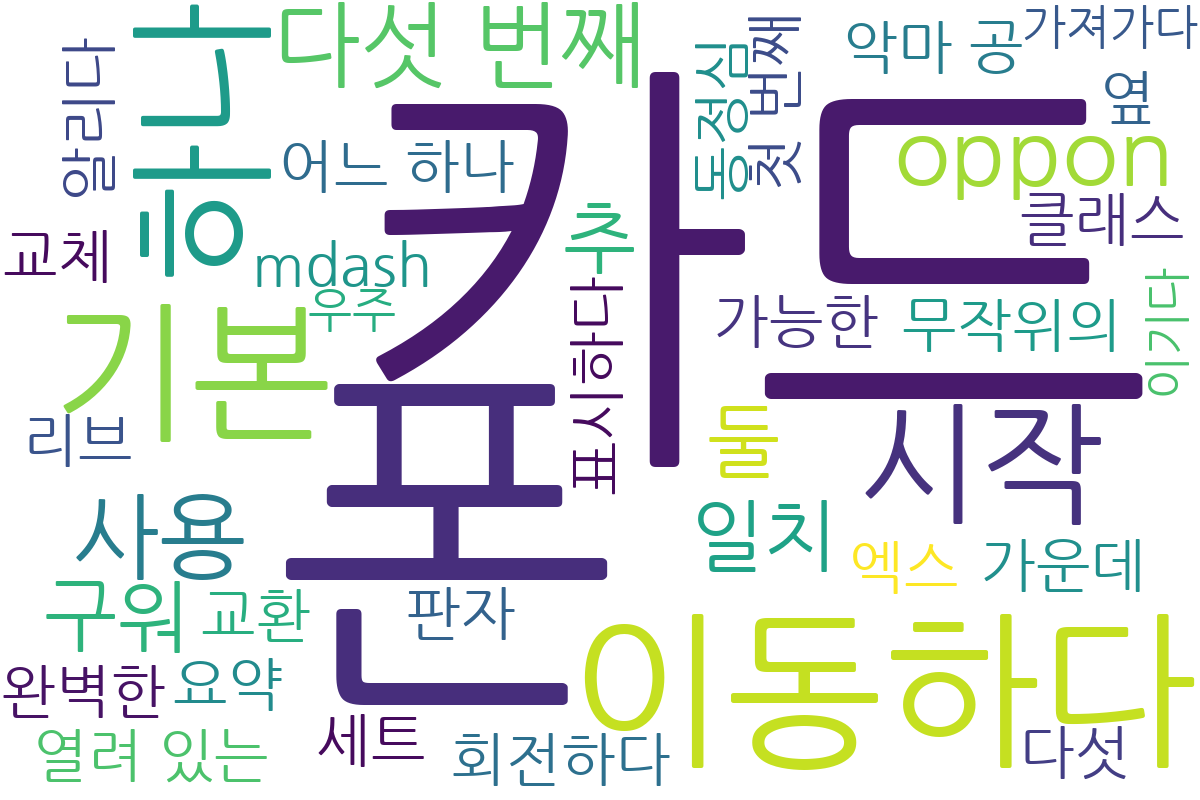 카드
폰
이동하다
기본
시작
하나
다섯 번째
oppon
사용
구워
일치
추
둘
알리다
어느 하나
교체
mdash
우주
리브
표시하다
동정심
첫 번째
악마 공
가져가다
옆
클래스
가능한
무작위의
이기다
엑스
가운데
판자
교환
완벽한
요약
열려 있는
세트
회전하다
다섯